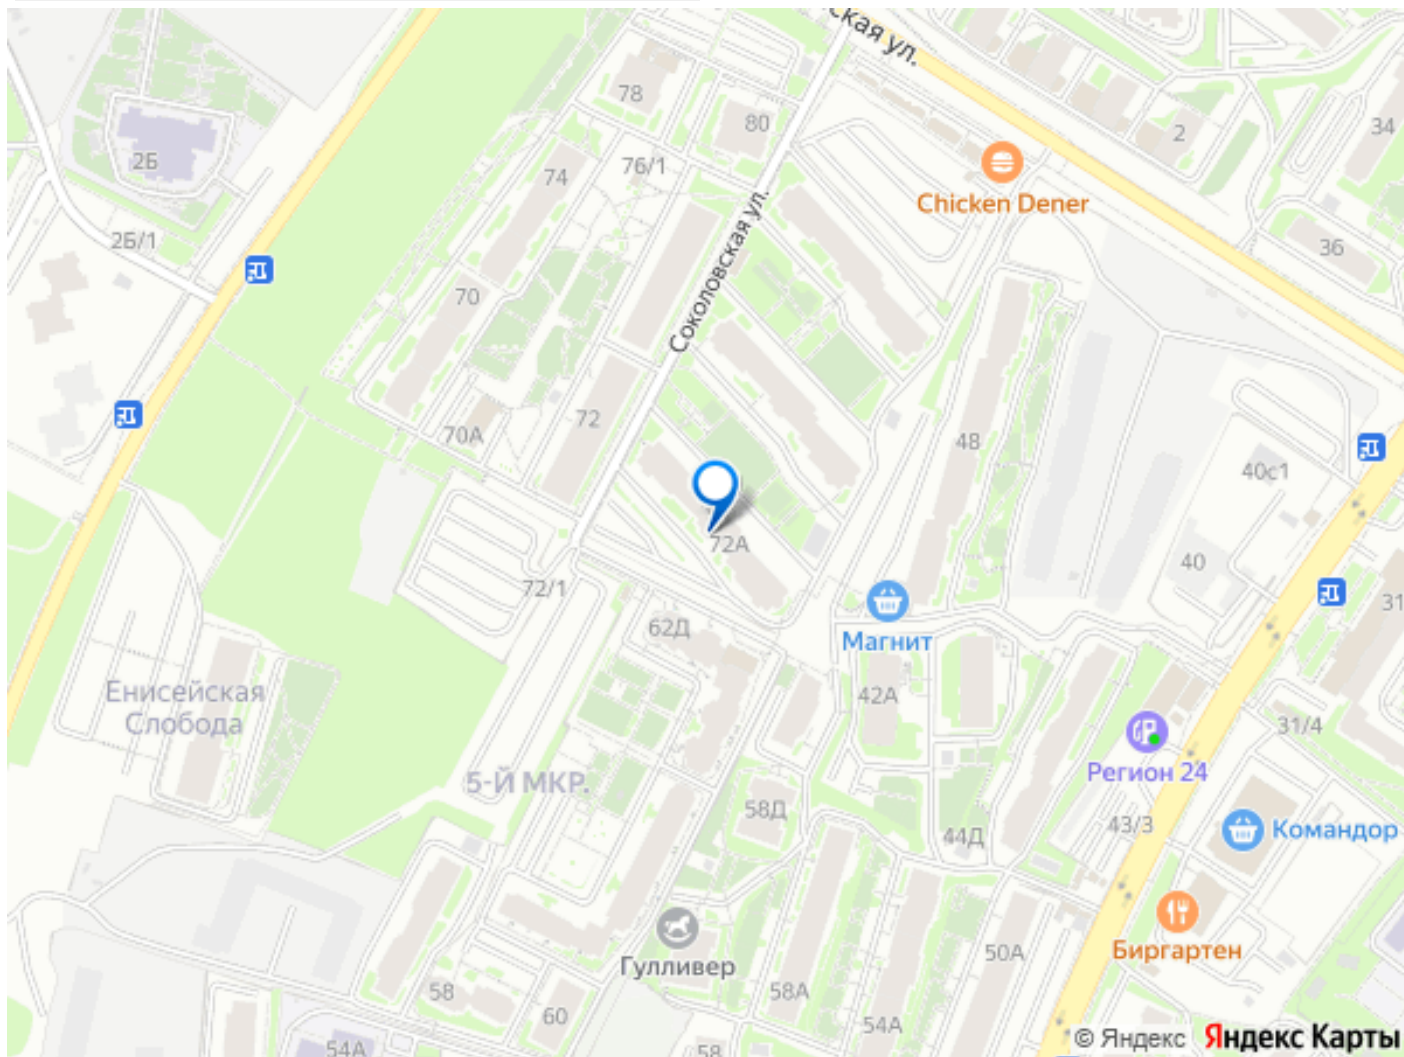 ская ул.
78
80
2
34
2Б
74
76/1
Chicken Dener
2Б/1
36
Соколовская ул.
70
72
70А
48
40с1
72А
40
72/1
31
62Д
Магнит
42А
Енисейская
Слобода
31/4
5-Й МКР.
Регион 24
58Д
44Д
43/3
Командор
50А
Биргартен
Гулливер
58
58А
60
54А
54А
58
© Яндекс Яндекс Карты